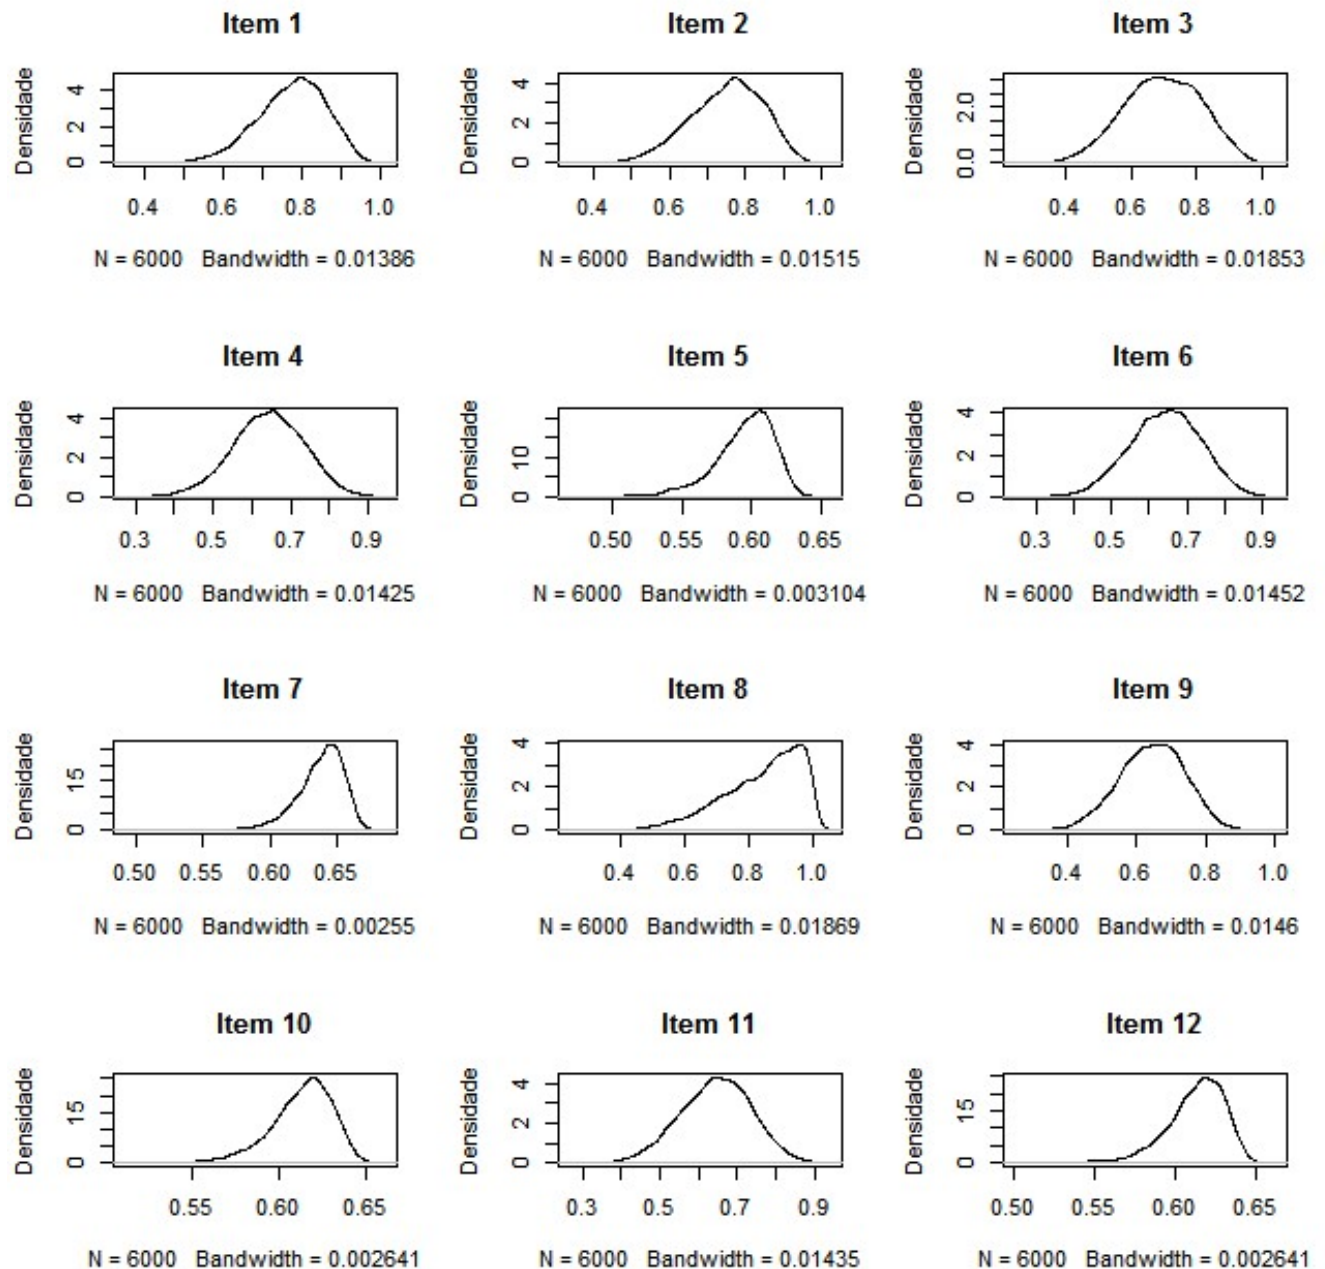 Item 1
Densidade
0 2 4
0.4 0.6 0.8 1.0
N = 6000 Bandwidth = 0.01386
Item 2
Densidade
0 2 4
0.4 0.6 0.8 1.0
N = 6000 Bandwidth = 0.01515
Item 3
Densidade
0.0 2.0
0.4 0.6 0.8 1.0
N = 6000 Bandwidth = 0.01853
Item 4
Densidade
0 2 4
0.3 0.5 0.7 0.9
N = 6000 Bandwidth = 0.01425
Item 5
Densidade
0 10
0.50 0.55 0.60 0.65
N = 6000 Bandwidth = 0.003104
Item 6
Densidade
0 2 4
0.3 0.5 0.7 0.9
N = 6000 Bandwidth = 0.01452
Item 7
Densidade
0 15
0.50 0.55 0.60 0.65
N = 6000 Bandwidth = 0.00255
Item 8
Densidade
0 2 4
0.4 0.6 0.8 1.0
N = 6000 Bandwidth = 0.01869
Item 9
Densidade
0 2 4
0.4 0.6 0.8 1.0
N = 6000 Bandwidth = 0.0146
Item 10
Densidade
0 15
0.55 0.60 0.65
N = 6000 Bandwidth = 0.002641
Item 11
Densidade
0 2 4
0.3 0.5 0.7 0.9
N = 6000 Bandwidth = 0.01435
Item 12
Densidade
0 15
0.50 0.55 0.60 0.65
N = 6000 Bandwidth = 0.002641